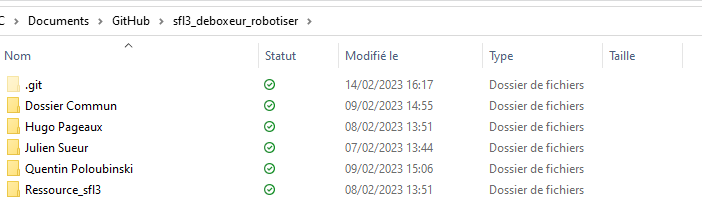 C > Documents > GitHub > sfl3_deboxeur_robotiser >
Nom Statut Modifié le Type Taille
.git 14/02/2023 16:17 Dossier de fichiers
Dossier Commun 09/02/2023 14:55 Dossier de fichiers
Hugo Pageaux 08/02/2023 13:51 Dossier de fichiers
Julien Sueur 07/02/2023 13:44 Dossier de fichiers
Quentin Poloubinski 09/02/2023 15:06 Dossier de fichiers
Ressource_sfl3 08/02/2023 13:51 Dossier de fichiers